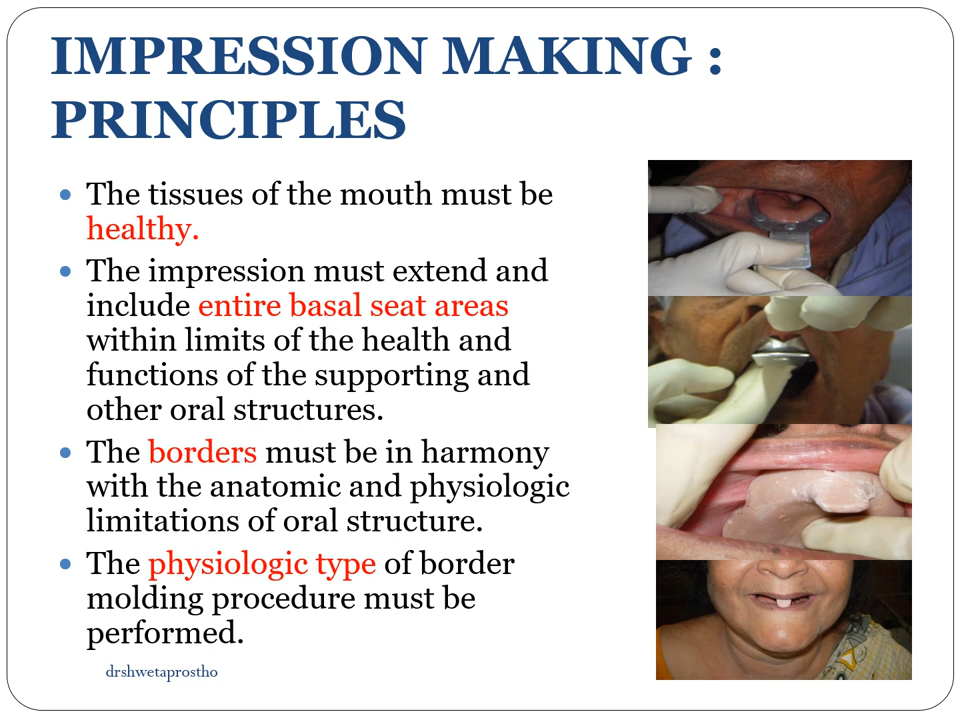 IMPRESSION MAKING :
PRINCIPLES
The tissues of the mouth must be
healthy.
The impression must extend and
include entire basal seat areas
within limits of the health and
functions of the supporting and
other oral structures.
The borders must be in harmony
with the anatomic and physiologic
limitations of oral structure.
The physiologic type of border
molding procedure must be
performed.
drshwetaprostho